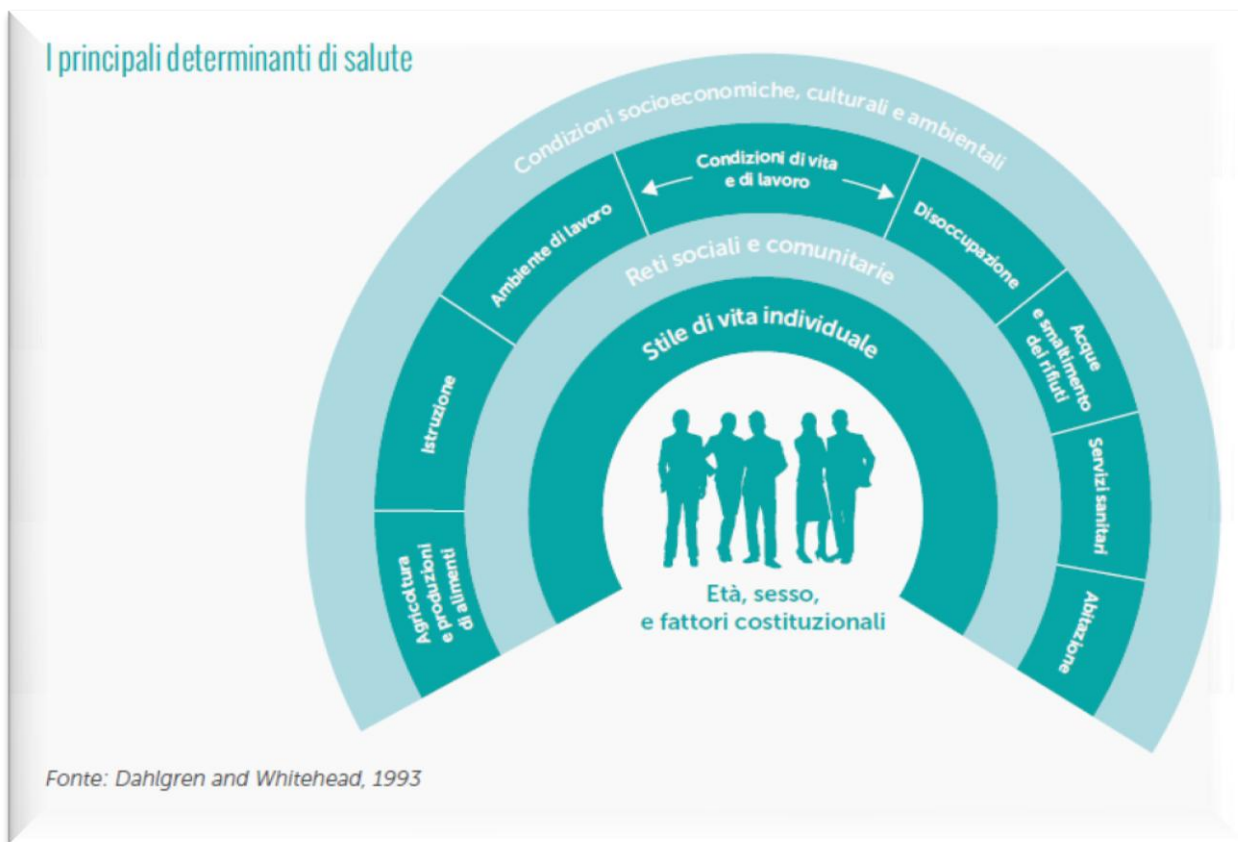 I principali determinanti di salute
Condizioni socioeconomiche, culturali e ambientali
Condizioni di vita
e di lavoro
Ambiente di lavoro
Disoccupazione
Reti sociali e comunitarie
Acque
e smaltimento
dei rifiuti
Stile di vita individuale
Istruzione
Servizi sanitari
Agricoltura
e produzioni
di alimenti
Abitazione
Età, sesso,
e fattori costituzionali
Fonte: Dahlgren and Whitehead, 1993